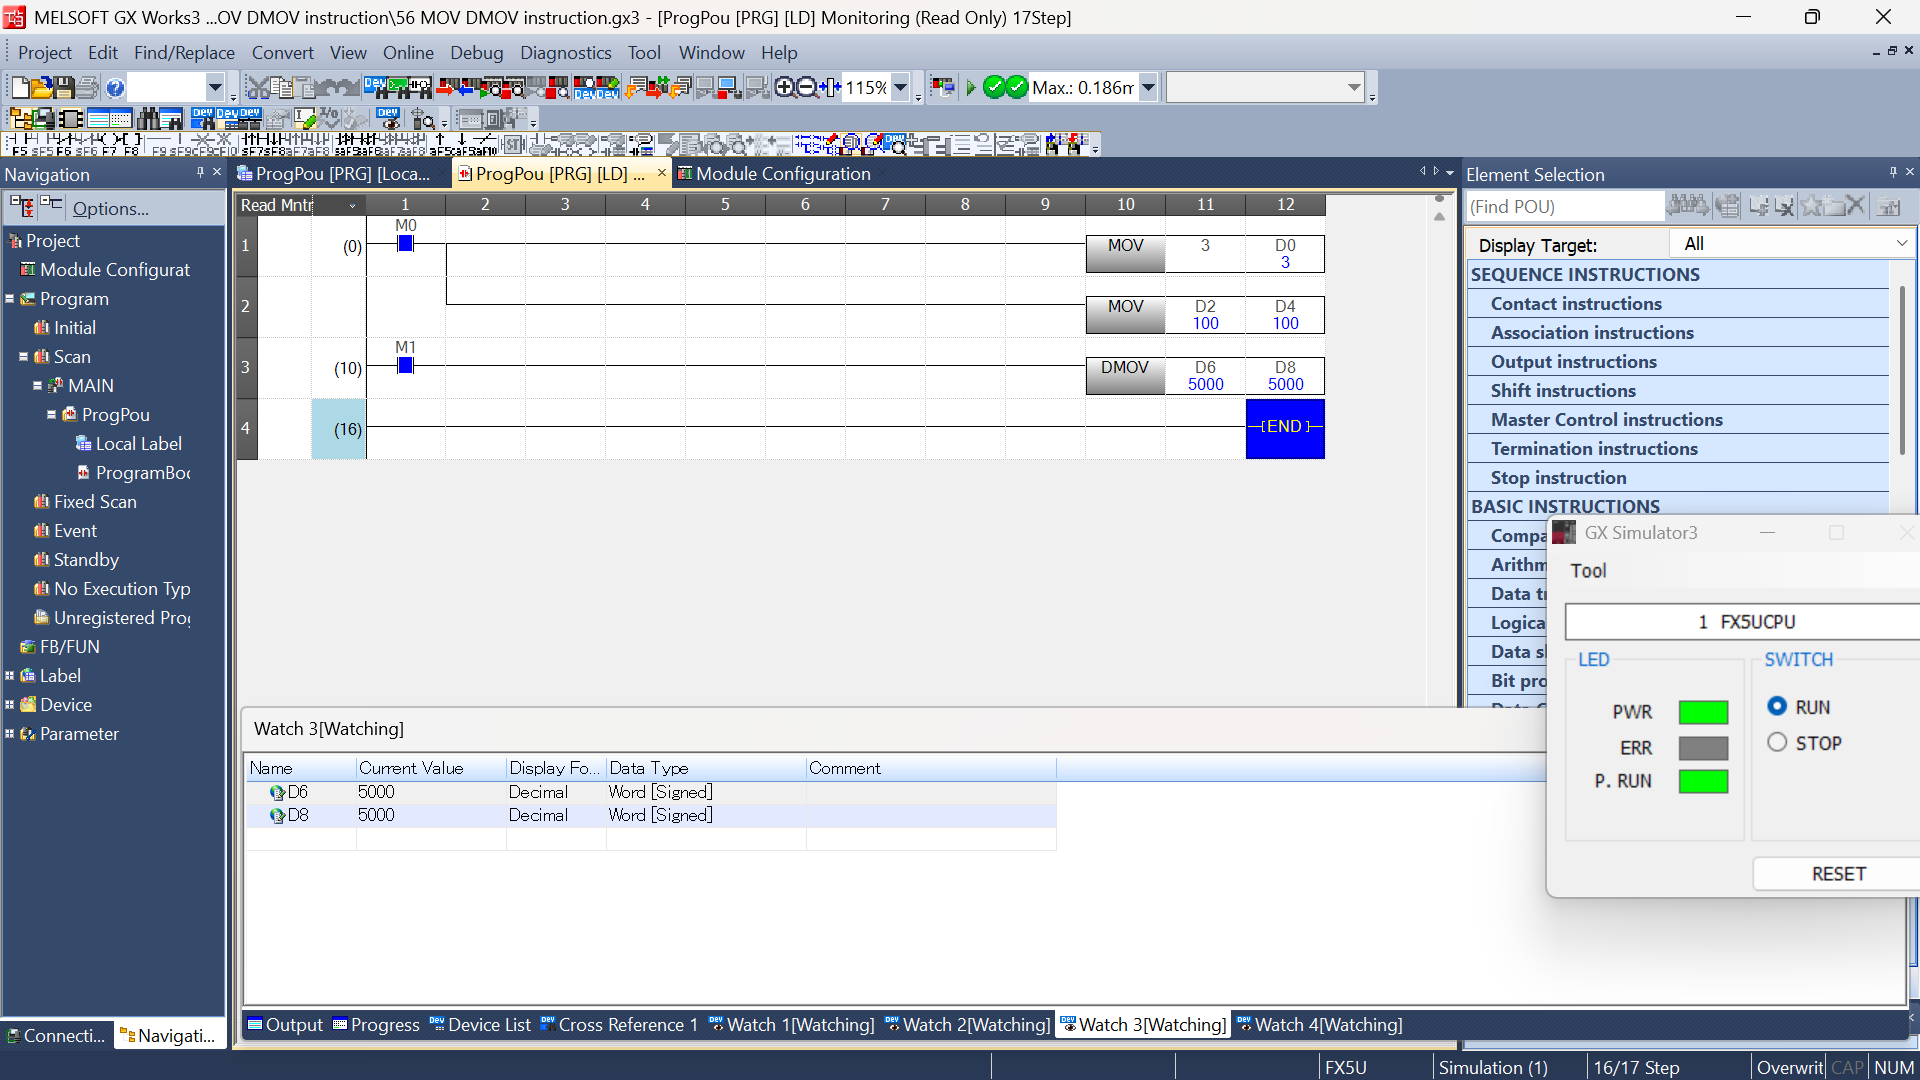 MELSOFT GX Works3 ...OV DMOV instruction\56 MOV DMOV instruction.gx3 - [ProgPou [PRG] [LD] Monitoring (Read Only) 17Step]
Project Edit Find/Replace Convert View Online Debug Diagnostics Tool Window Help
115% Max.: 0.186m
F5 sF5 F6 sF6 F7 F8 F9 sF9
Navigation
ProgPou [PRG] [Loca...
ProgPou [PRG] [LD] ...
Module Configuration
Element Selection
Options...
Read Mntr 1 2 3 4 5 6 7 8 9 10 11 12
(Find POU)
Display Target: All
Project
Module Configurat
Program
Initial
Scan
MAIN
ProgPou
Local Label
ProgramBoc
Fixed Scan
Event
Standby
No Execution Typ
Unregistered Prog
FB/FUN
Label
Device
Parameter
M0
1 (0) MOV 3 D0
3
2 MOV D2 D4
100 100
M1
3 (10) DMOV D6 D8
5000 5000
4 (16) [END]
SEQUENCE INSTRUCTIONS
Contact instructions
Association instructions
Output instructions
Shift instructions
Master Control instructions
Termination instructions
Stop instruction
BASIC INSTRUCTIONS
Compa
Arithm
Data t
Logica
Data s
Bit pro
GX Simulator3
Tool
1 FX5UCPU
LED SWITCH
PWR RUN
ERR STOP
P. RUN
RESET
Watch 3[Watching]
Name Current Value Display Fo... Data Type Comment
D6 5000 Decimal Word [Signed]
D8 5000 Decimal Word [Signed]
Connecti... Navigati...
Output Progress Device List Cross Reference 1 Watch 1[Watching] Watch 2[Watching] Watch 3[Watching] Watch 4[Watching]
FX5U Simulation (1) 16/17 Step Overwrit CAP NUM